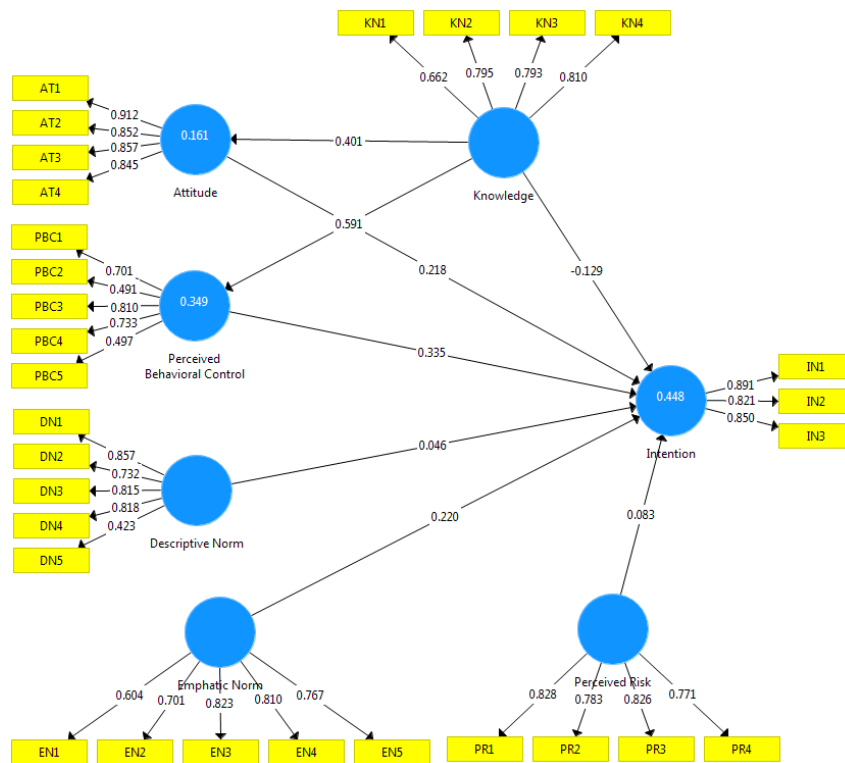 KN1 KN2 KN3 KN4
0.662 0.795 0.793 0.810
Knowledge
AT1
AT2
AT3
AT4
0.912
0.852
0.857
0.845
0.161
Attitude
0.401
0.591
0.218
-0.129
PBC1
PBC2
PBC3
PBC4
PBC5
0.701
0.491
0.810
0.733
0.497
0.349
Perceived
Behavioral Control
0.335
0.448
Intention
0.891
0.821
0.850
IN1
IN2
IN3
DN1
DN2
DN3
DN4
DN5
0.857
0.732
0.815
0.818
0.423
Descriptive Norm
0.046
0.220
0.083
Emphatic Norm
0.604 0.701 0.823 0.810 0.767
EN1 EN2 EN3 EN4 EN5
Perceived Risk
0.828 0.783 0.826 0.771
PR1 PR2 PR3 PR4